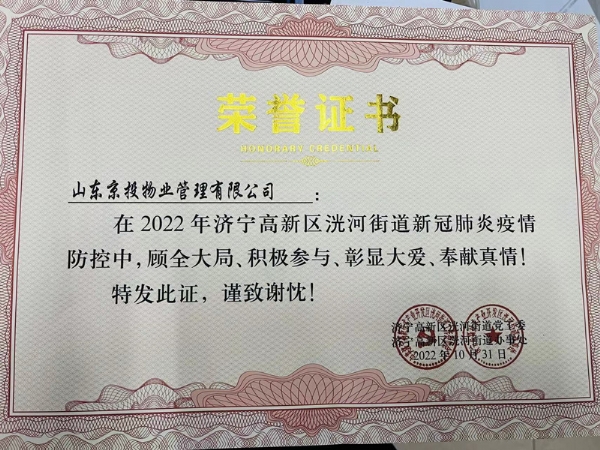 荣誉证书
HONORARY CREDENTIAL
山东京投物业管理有限公司：
在2022年济宁高新区洸河街道新冠肺炎疫情
防控中，顾全大局、积极参与、彰显大爱、奉献真情！
特发此证，谨致谢忱！
济宁高新区洸河街道党工委
济宁高新区洸河街道办事处
2022年10月31日